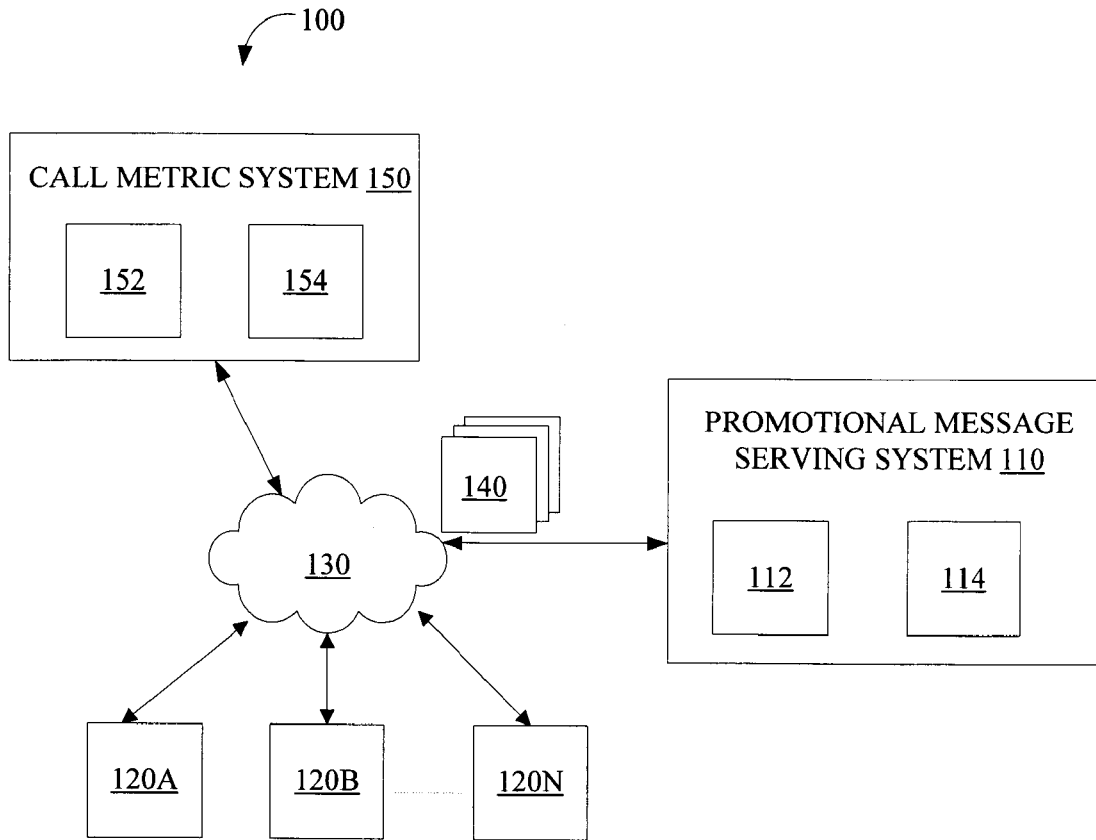 100
CALL METRIC SYSTEM 150
152 154
PROMOTIONAL MESSAGE
SERVING SYSTEM 110
140
130
112 114
120A 120B 120N